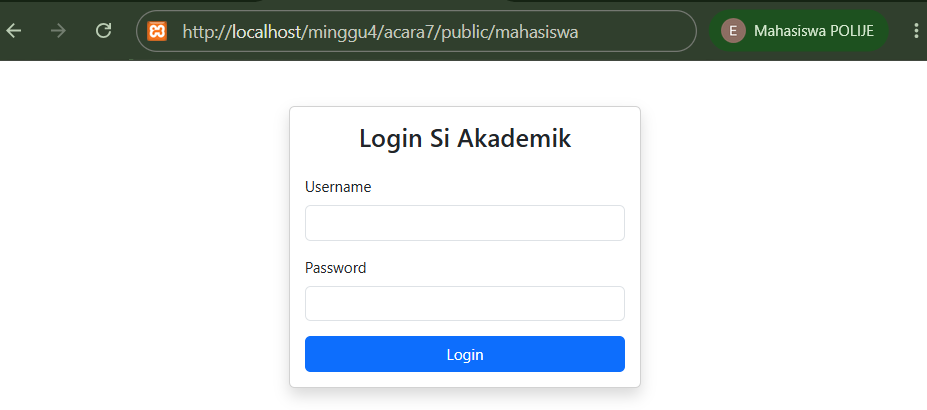 http://localhost/minggu4/acara7/public/mahasiswa
E Mahasiswa POLIJE
Login Si Akademik
Username
Password
Login